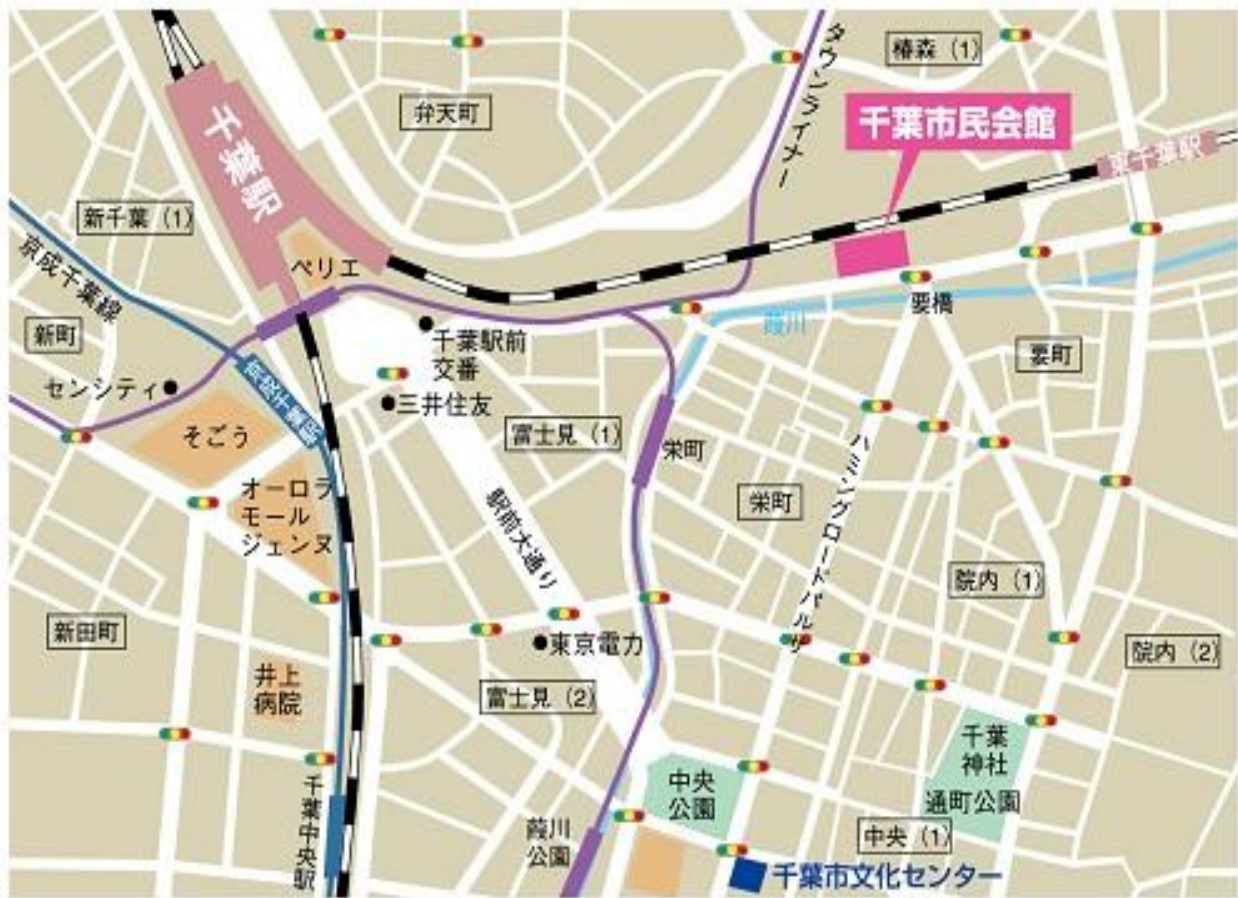 椿森（1）
タウンライナー
千葉市民会館
弁天町
千葉駅
東千葉駅
新千葉（1）
ペリエ
京成千葉線
要橋
葭川
新町
千葉駅前
交番
要町
センシティ
京成千葉駅
三井住友
そごう
富士見（1）
栄町
ハミングロードパルサ
オーロラ
モール
ジェンヌ
栄町
駅前大通り
院内（1）
新田町
東京電力
院内（2）
井上
病院
富士見（2）
千葉
神社
中央
公園
通町公園
千葉中央駅
葭川
公園
中央（1）
千葉市文化センター